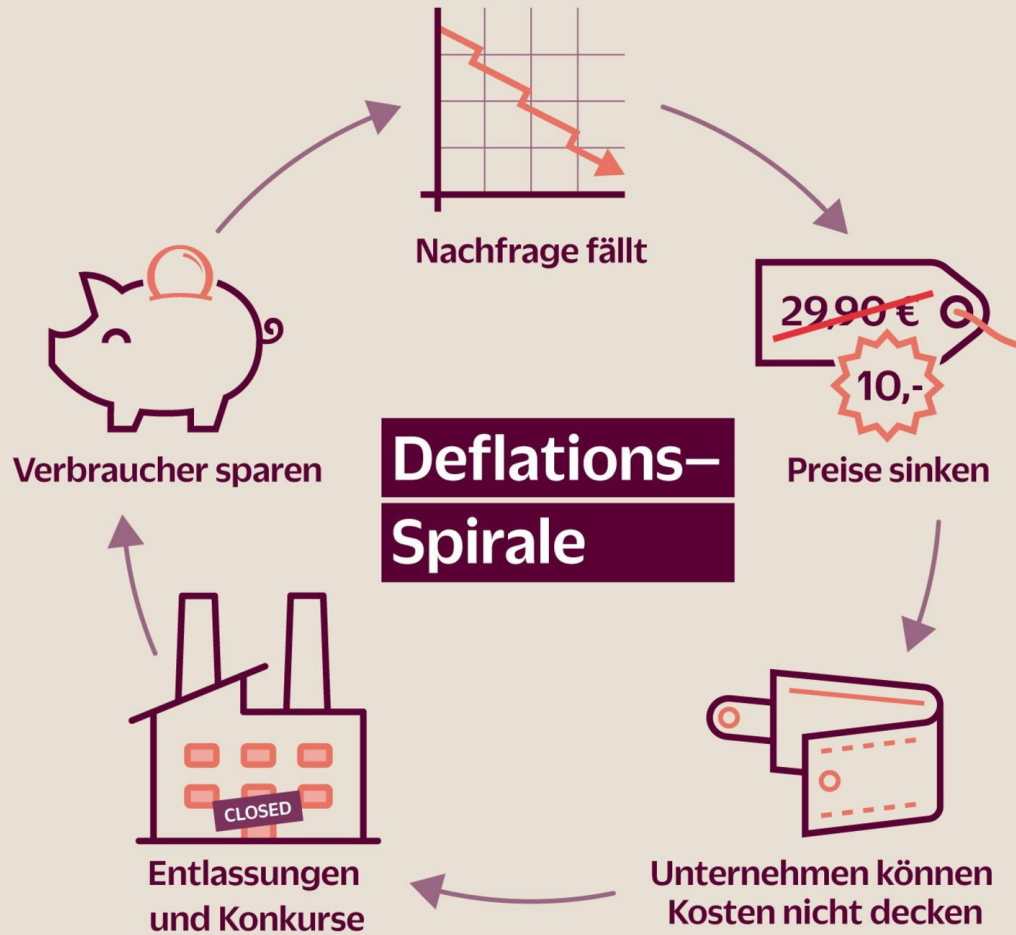 Nachfrage fällt
29,90 €
10,-
Preise sinken
Verbraucher sparen
Deflations–
Spirale
CLOSED
Entlassungen
und Konkurse
Unternehmen können
Kosten nicht decken